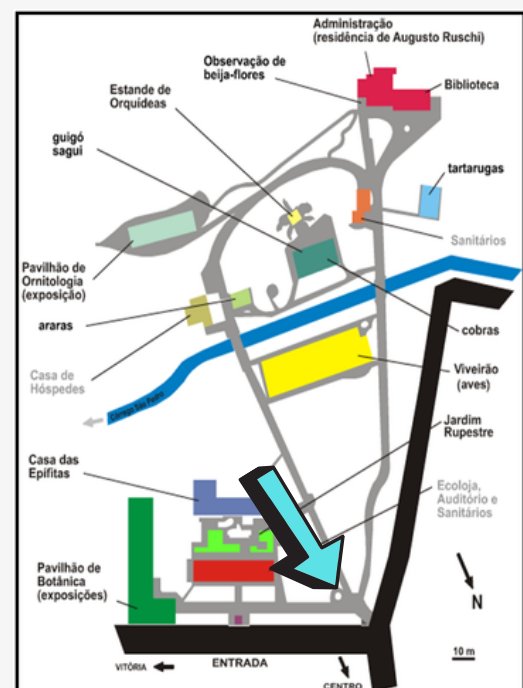 Administração
(residência de Augusto Ruschi)
Observação de
beija-flores
Biblioteca
Estande de
Orquídeas
guigó
sagui
tartarugas
Sanitários
Pavilhão de
Ornitologia
(exposição)
araras
cobras
Casa de
Hóspedes
Viveirão
(aves)
Córrego São Pedro
Jardim
Rupestre
Casa das
Epífitas
Ecoloja,
Auditório e
Sanitários
Pavilhão de
Botânica
(exposições)
N
10 m
VITÓRIA
ENTRADA
CENTRO